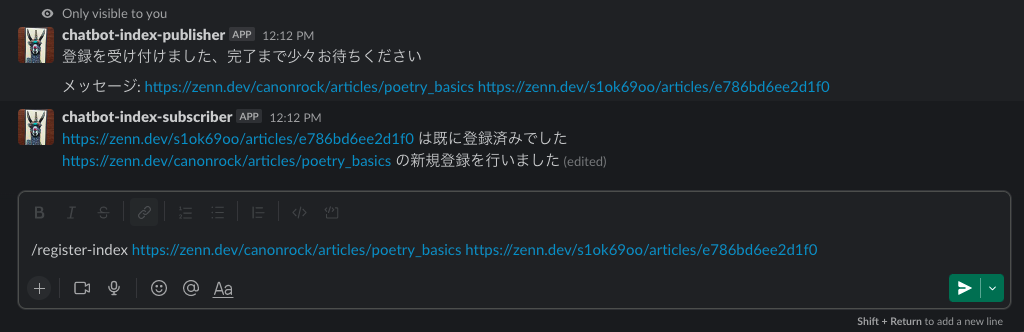 Only visible to you
chatbot-index-publisher APP 12:12 PM
登録を受け付けました、完了まで少々お待ちください
メッセージ: https://zenn.dev/canonrock/articles/poetry_basics https://zenn.dev/s1ok69oo/articles/e786bd6ee2d1f0
chatbot-index-subscriber APP 12:12 PM
https://zenn.dev/s1ok69oo/articles/e786bd6ee2d1f0 は既に登録済みでした
https://zenn.dev/canonrock/articles/poetry_basics の新規登録を行いました (edited)
B I S
/register-index https://zenn.dev/canonrock/articles/poetry_basics https://zenn.dev/s1ok69oo/articles/e786bd6ee2d1f0
Aa
Shift + Return to add a new line